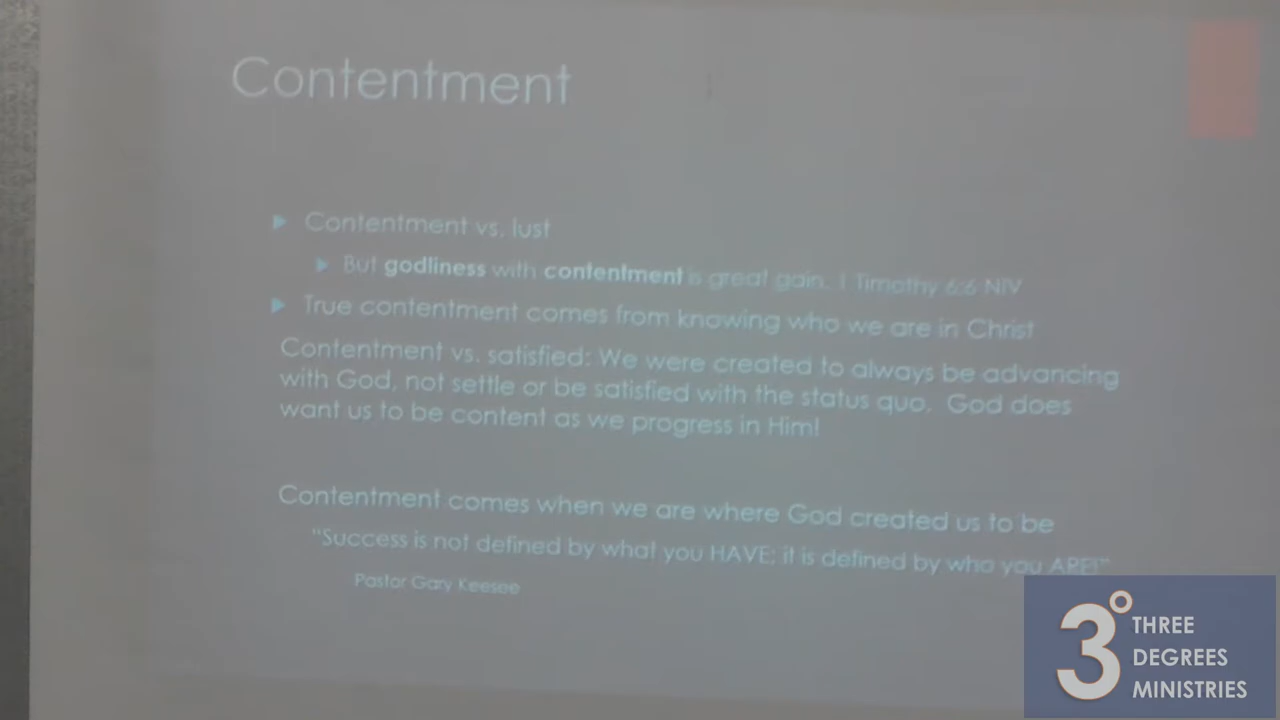 Contentment
Contentment vs. lust
But godliness with contentment is great gain. 1 Timothy 6:6 NIV
True contentment comes from knowing who we are in Christ
Contentment vs. satisfied: We were created to always be advancing
with God, not settle or be satisfied with the status quo. God does
want us to be content as we progress in Him!
Contentment comes when we are where God created us to be
"Success is not defined by what you HAVE; it is defined by who you ARE!"
Pastor Gary Keesee
3°
THREE
DEGREES
MINISTRIES